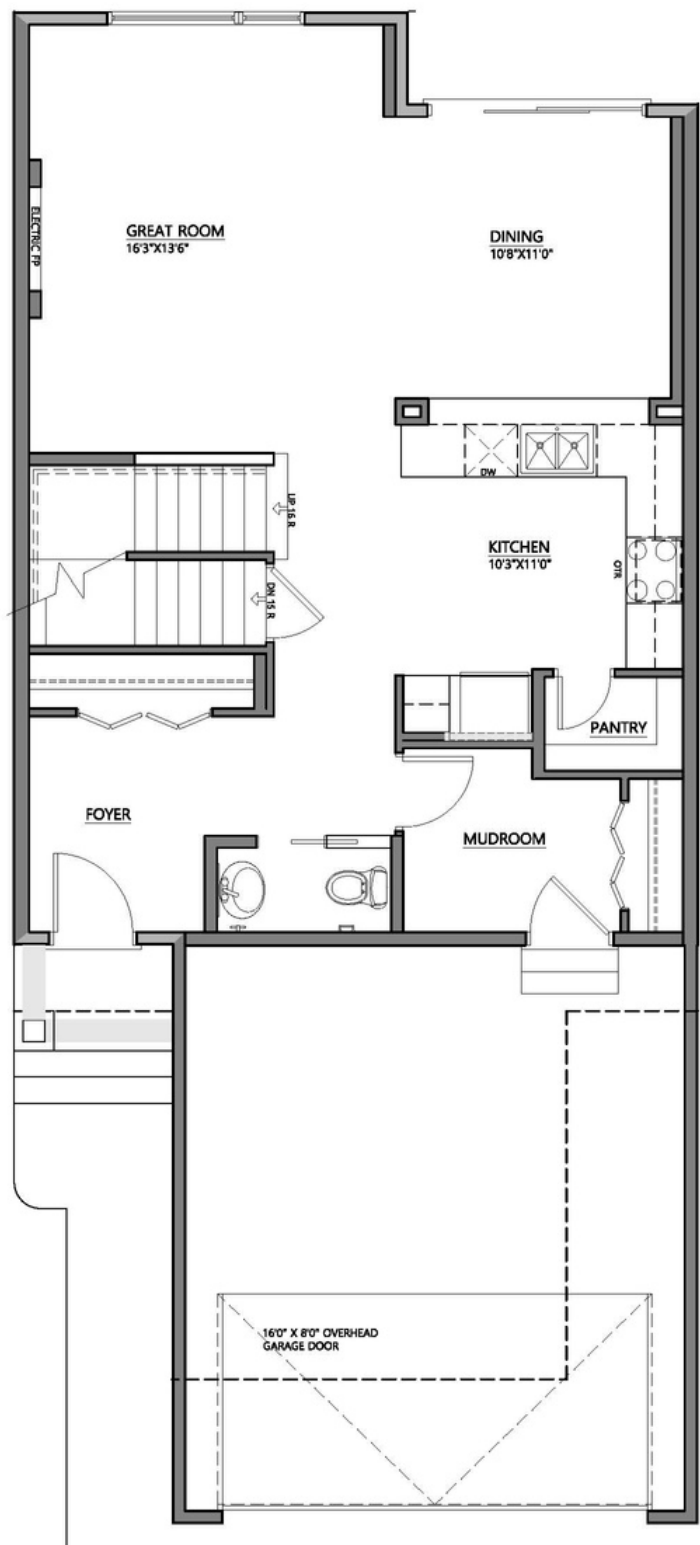 GREAT ROOM
16'3"X13'6"
ELECTRIC FP
DINING
10'8"X11'0"
DW
UP 16 R
KITCHEN
10'3"X11'0"
OTR
DN 15 R
PANTRY
FOYER
MUDROOM
16'0" X 8'0" OVERHEAD
GARAGE DOOR